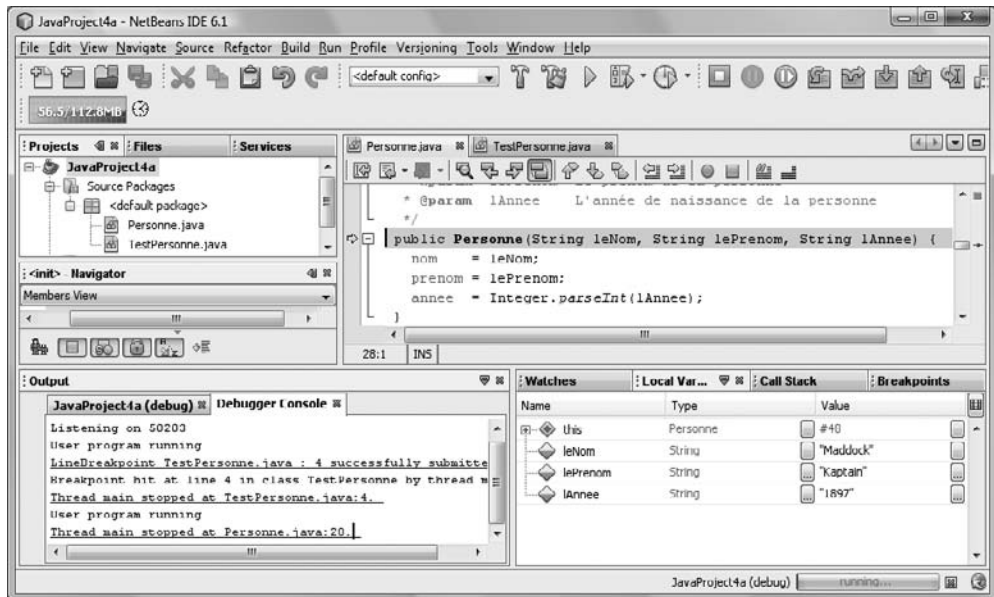 JavaProject4a - NetBeans IDE 6.1
File Edit View Navigate Source Refactor Build Run Profile Versioning Tools Window Help
<default config>
56.5/112.8MB
Projects Files Services
JavaProject4a
Source Packages
<default package>
Personne.java
TestPersonne.java
<init> - Navigator
Members View
Personne.java TestPersonne.java
* @param lAnnee L'année de naissance de la personne
*/
public Personne(String leNom, String lePrenom, String lAnnee) {
nom = leNom;
prenom = lePrenom;
annee = Integer.parseInt(lAnnee);
}
28:1 INS
Output
JavaProject4a (debug) Debugger Console
Listening on 50203
User program running
LineBreakpoint TestPersonne.java : 4 successfully submitte
Breakpoint hit at line 4 in class TestPersonne by thread m
Thread main stopped at TestPersonne.java:4.
User program running
Thread main stopped at Personne.java:20.
Watches Local Var... Call Stack Breakpoints
Name Type Value
this Personne #40
leNom String "Maddock"
lePrenom String "Kaptain"
lAnnee String "1897"
JavaProject4a (debug) running...